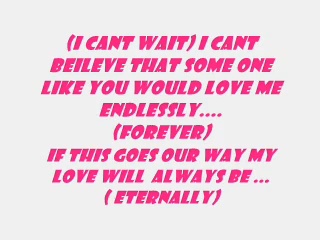 (I CANT WAIT) I CANT
BEILEVE THAT SOME ONE
LIKE YOU WOULD LOVE ME
ENDLESSLY....
(FOREVER)
IF THIS GOES OUR WAY MY
LOVE WILL ALWAYS BE ...
( ETERNALLY)